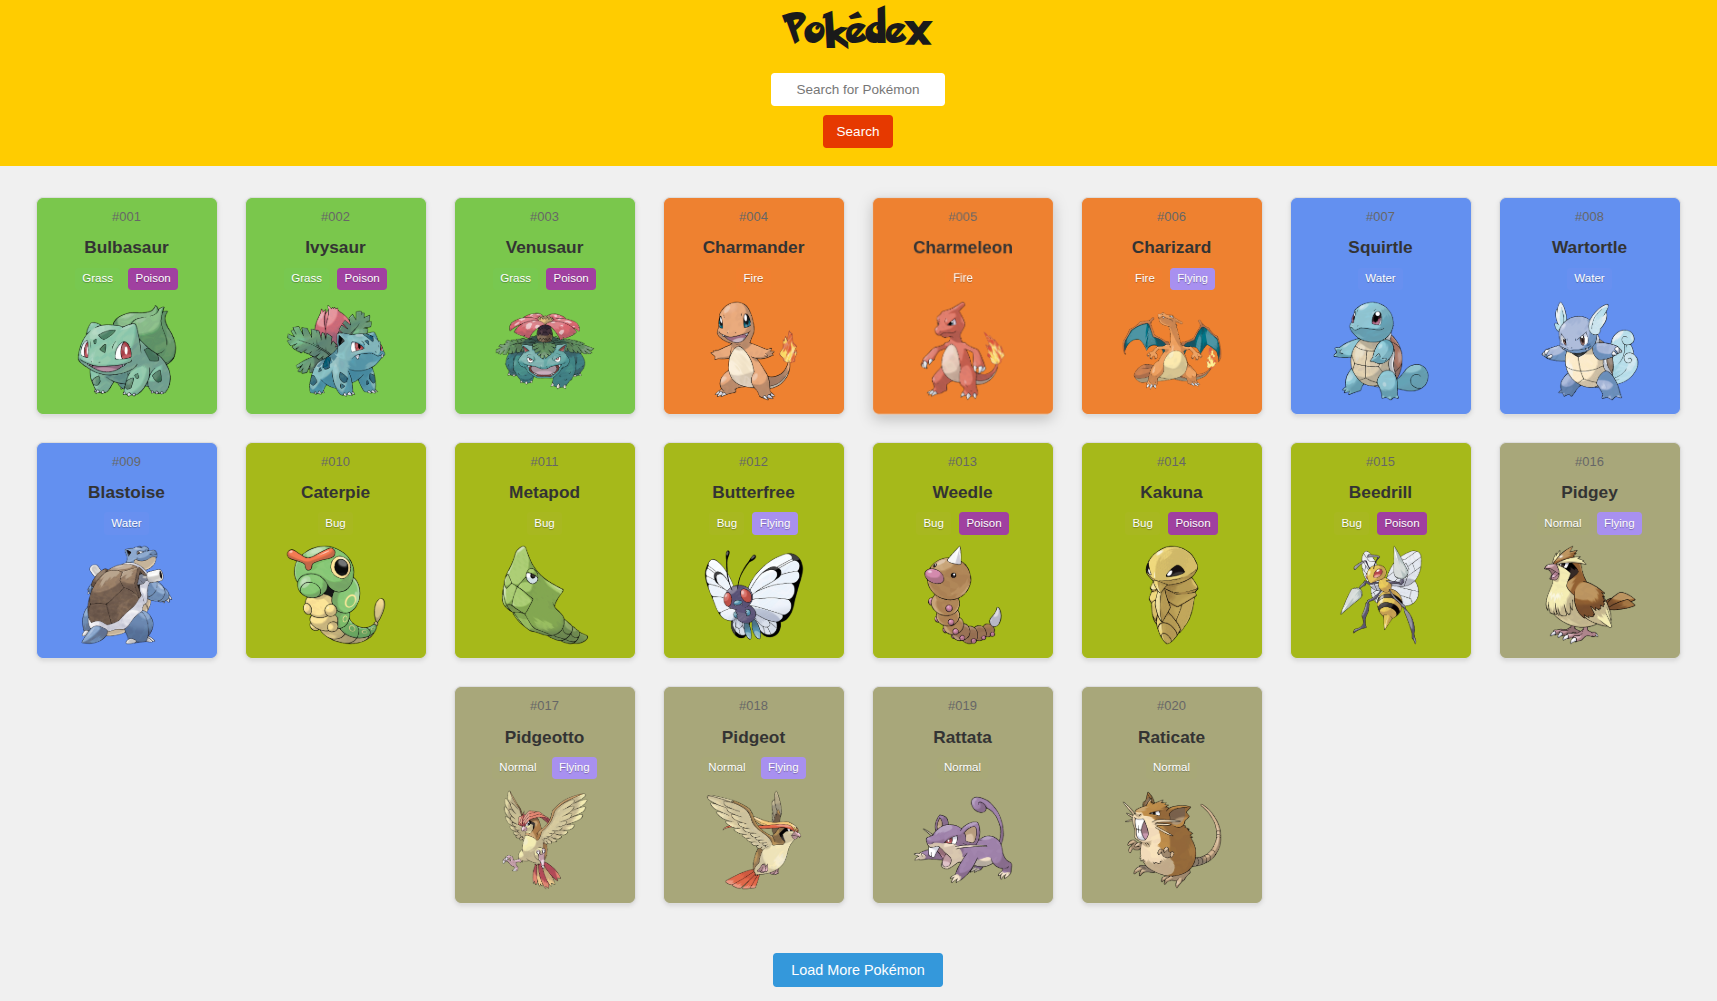 Pokédex
Search for Pokémon
Search
#001
Bulbasaur
Grass Poison
#002
Ivysaur
Grass Poison
#003
Venusaur
Grass Poison
#004
Charmander
Fire
#005
Charmeleon
Fire
#006
Charizard
Fire Flying
#007
Squirtle
Water
#008
Wartortle
Water
#009
Blastoise
Water
#010
Caterpie
Bug
#011
Metapod
Bug
#012
Butterfree
Bug Flying
#013
Weedle
Bug Poison
#014
Kakuna
Bug Poison
#015
Beedrill
Bug Poison
#016
Pidgey
Normal Flying
#017
Pidgeotto
Normal Flying
#018
Pidgeot
Normal Flying
#019
Rattata
Normal
#020
Raticate
Normal
Load More Pokémon